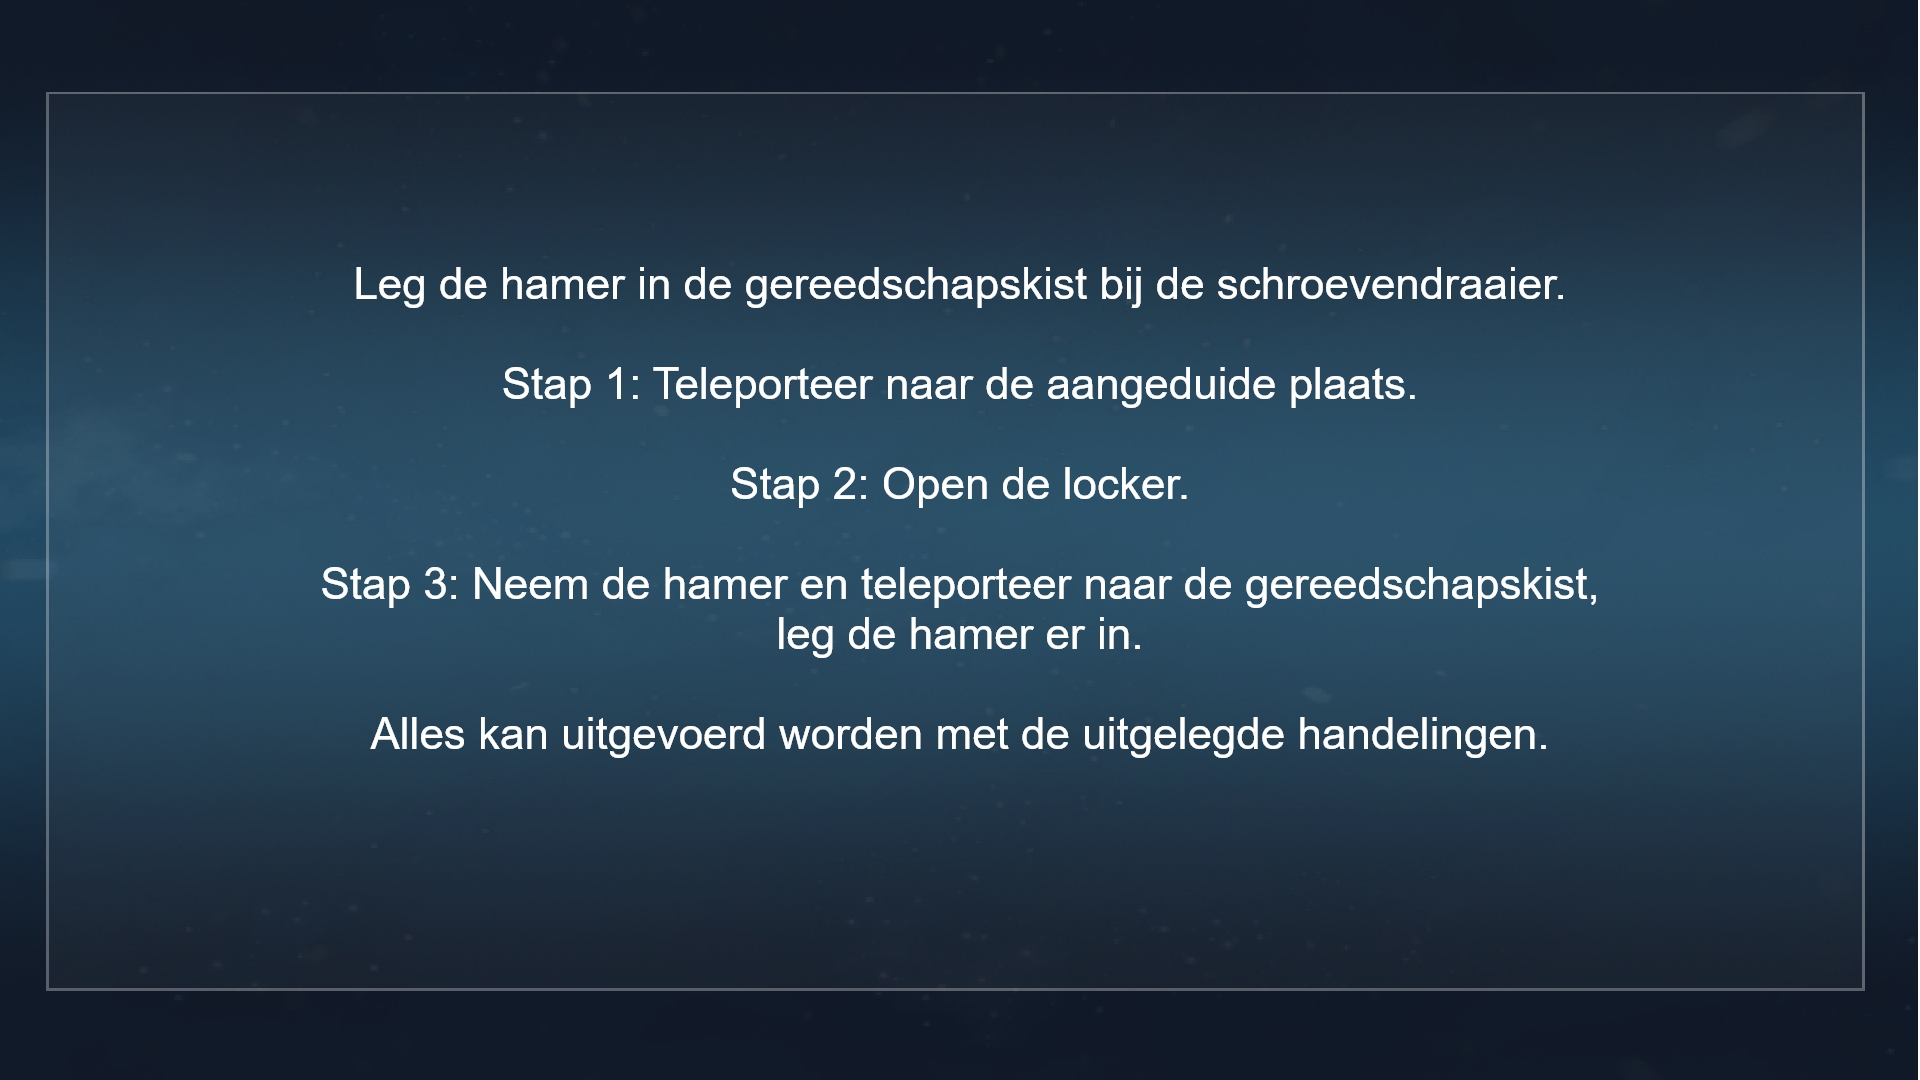 Leg de hamer in de gereedschapskist bij de schroevendraaier.
Stap 1: Teleporteer naar de aangeduide plaats.
Stap 2: Open de locker.
Stap 3: Neem de hamer en teleporteer naar de gereedschapskist,
leg de hamer er in.
Alles kan uitgevoerd worden met de uitgelegde handelingen.